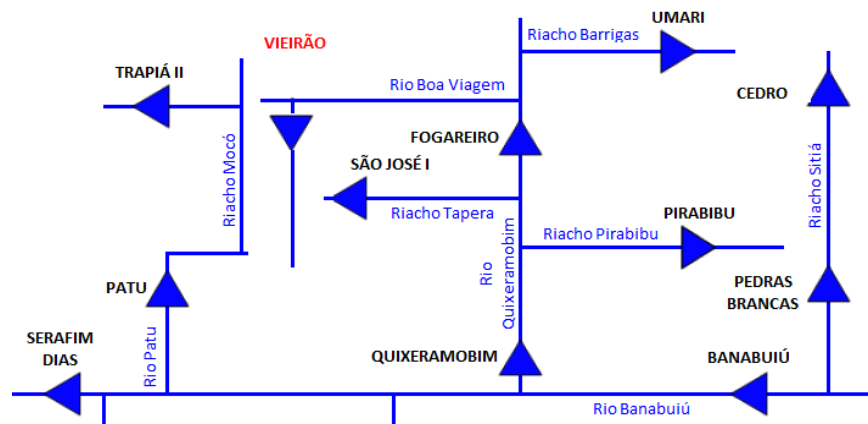 UMARI
Riacho Barrigas
VIEIRÃO
TRAPIÁ II
Rio Boa Viagem
CEDRO
FOGAREIRO
SÃO JOSÉ I
Riacho Mocó
Riacho Sitiá
Riacho Tapera
PIRABIBU
Riacho Pirabibu
Rio
Quixeramobim
PATU
PEDRAS
BRANCAS
SERAFIM
DIAS
Rio Patu
QUIXERAMOBIM
BANABUIÚ
Rio Banabuiú